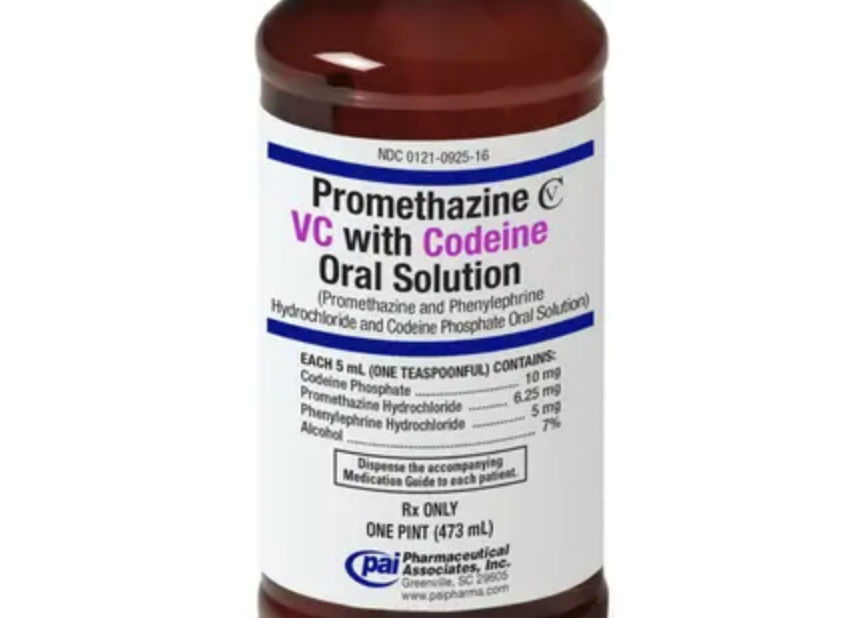 NDC 0121-0925-16
Promethazine CV
VC with Codeine
Oral Solution
(Promethazine and Phenylephrine
Hydrochloride and Codeine Phosphate Oral Solution)
EACH 5 mL (ONE TEASPOONFUL) CONTAINS:
Codeine Phosphate .................... 10 mg
Promethazine Hydrochloride ........ 6.25 mg
Phenylephrine Hydrochloride .......... 5 mg
Alcohol ..................................... 7%
Dispense the accompanying
Medication Guide to each patient.
Rx ONLY
ONE PINT (473 mL)
pai Pharmaceutical
Associates, Inc.
Greenville, SC 29605
www.paipharma.com